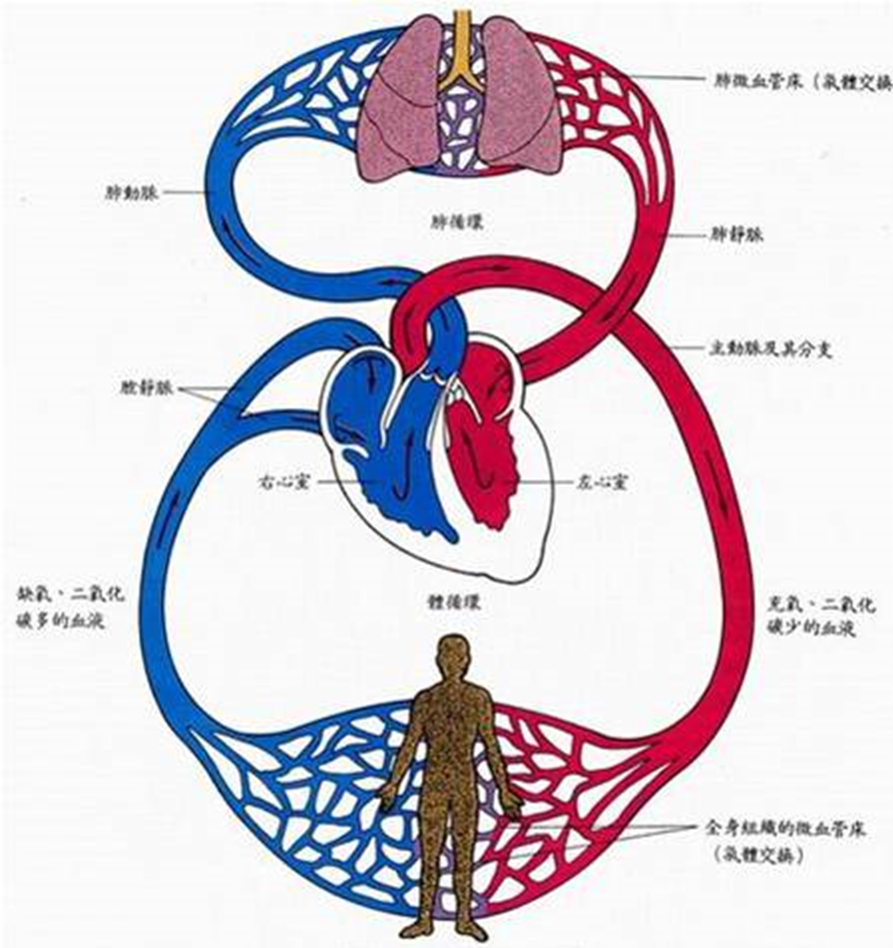 肺微血管床（氣體交換
肺動脈
肺循環
肺靜脈
主動脈及其分支
腔靜脈
右心室
左心室
缺氧、二氧化
碳多的血液
體循環
充氧、二氧化
碳少的血液
全身組織的微血管床
（氣體交換）